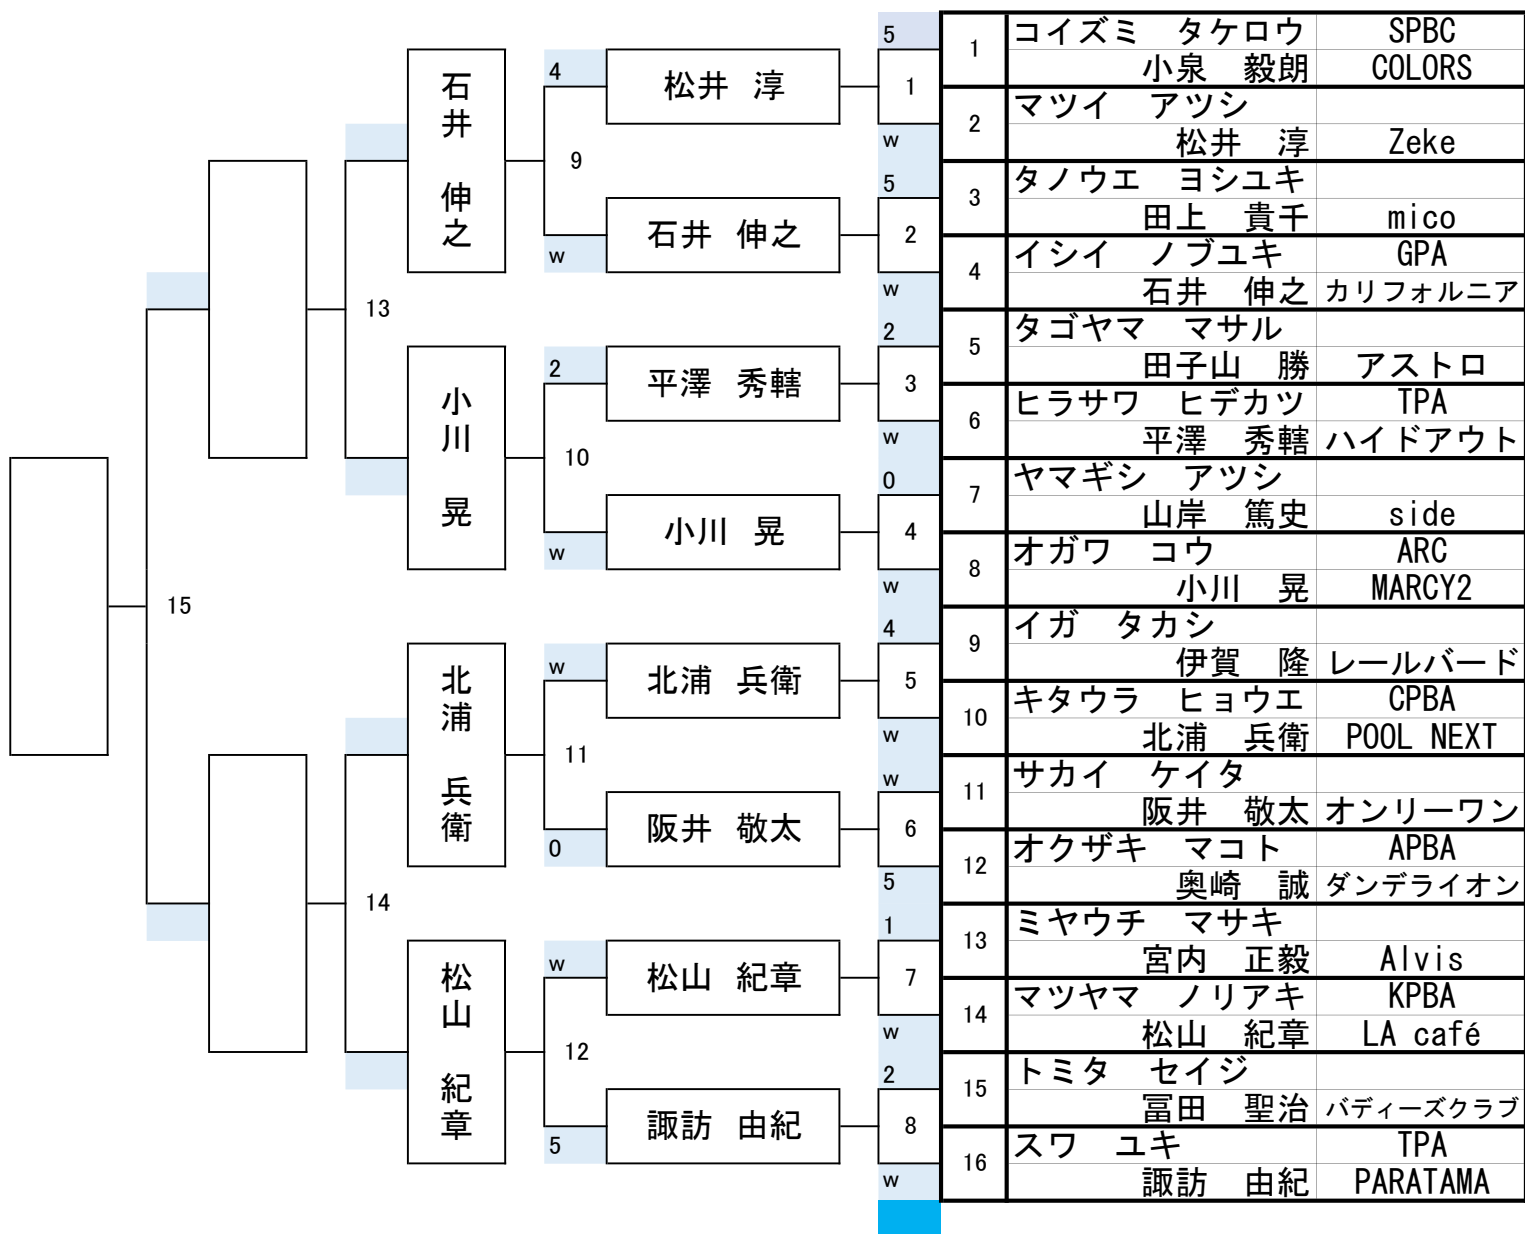 5
1
コイズミ　タケロウ SPBC
小泉　毅朗 COLORS
4
松井 淳
1
2
マツイ　アツシ
松井　淳 Zeke
w
9
5
3
タノウエ　ヨシユキ
田上　貴千 mico
石井 伸之
w
石井 伸之
2
4
イシイ　ノブユキ GPA
石井　伸之 カリフォルニア
w
13
2
5
タゴヤマ　マサル
田子山　勝 アストロ
2
平澤 秀轄
3
6
ヒラサワ　ヒデカツ TPA
平澤　秀轄 ハイドアウト
w
小川 晃
10
0
7
ヤマギシ　アツシ
山岸　篤史 side
w
小川 晃
4
8
オガワ　コウ ARC
小川　晃 MARCY2
w
15
4
9
イガ　タカシ
伊賀　隆 レールバード
w
北浦 兵衛
5
10
キタウラ　ヒョウエ CPBA
北浦　兵衛 POOL NEXT
w
北浦 兵衛
11
w
11
サカイ　ケイタ
阪井　敬太 オンリーワン
0
阪井 敬太
6
12
オクザキ　マコト APBA
奥崎　誠 ダンデライオン
5
14
1
13
ミヤウチ　マサキ
宮内　正毅 Alvis
w
松山 紀章
7
14
マツヤマ　ノリアキ KPBA
松山　紀章 LA café
w
松山 紀章
12
2
15
トミタ　セイジ
冨田　聖治 バディーズクラブ
5
諏訪 由紀
8
16
スワ　ユキ TPA
諏訪　由紀 PARATAMA
w